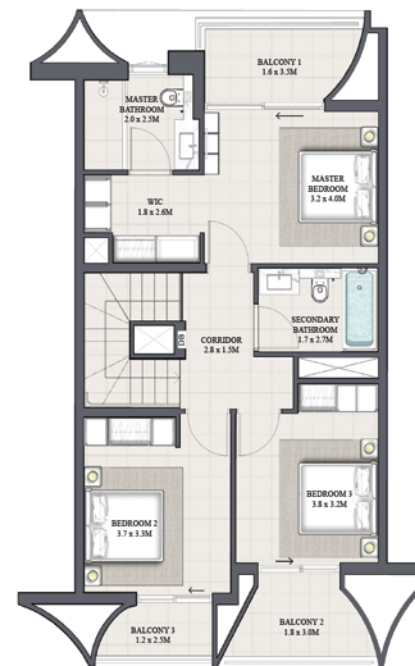 BALCONY 1
1.6 x 3.5M
MASTER
BATHROOM
2.0 x 2.5M
MASTER
BEDROOM
3.2 x 4.0M
WIC
1.8 x 2.6M
SECONDARY
BATHROOM
1.7 x 2.7M
DB
CORRIDOR
2.8 x 1.5M
BEDROOM 3
3.8 x 3.2M
BEDROOM 2
3.7 x 3.3M
BALCONY 2
1.8 x 3.0M
BALCONY 3
1.2 x 2.5M